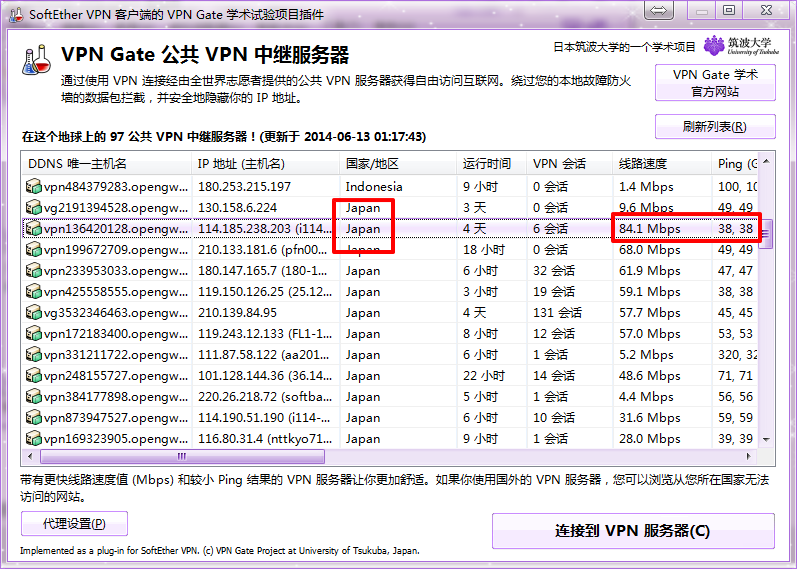 SoftEther VPN 客户端的 VPN Gate 学术试验项目插件
VPN Gate 公共 VPN 中继服务器
日本筑波大学的一个学术项目
筑波大学
University of Tsukuba
通过使用 VPN 连接经由全世界志愿者提供的公共 VPN 服务器获得自由访问互联网。绕过您的本地故障防火
墙的数据包拦截，并安全地隐藏你的 IP 地址。
VPN Gate 学术
官方网站
刷新列表(R)
在这个地球上的 97 公共 VPN 中继服务器！(更新于 2014-06-13 01:17:43)
DDNS 唯一主机名 IP 地址 (主机名) 国家/地区 运行时间 VPN 会话 线路速度 Ping (G
vpn484379283.opengw... 180.253.215.197 Indonesia 9 小时 0 会话 1.4 Mbps 100, 10
vg2191394528.opengw... 130.158.6.224 Japan 3 天 0 会话 9.6 Mbps 49, 49
vpn136420128.opengw... 114.185.238.203 (i114... Japan 4 天 6 会话 84.1 Mbps 38, 38
vpn199672709.opengw... 210.133.181.6 (pfn00... Japan 18 小时 0 会话 68.0 Mbps 49, 49
vpn233953033.opengw... 180.147.165.7 (180-1... Japan 6 小时 32 会话 61.9 Mbps 47, 47
vpn425558555.opengw... 119.150.126.25 (25.12... Japan 3 小时 19 会话 59.1 Mbps 38, 38
vg3532346463.opengw... 210.139.84.95 Japan 4 天 131 会话 57.7 Mbps 45, 45
vpn172183400.opengw... 119.243.12.133 (FL1-1... Japan 8 小时 12 会话 57.0 Mbps 53, 53
vpn331211722.opengw... 111.87.58.122 (aa201... Japan 6 小时 1 会话 5.2 Mbps 320, 32
vpn248155727.opengw... 101.128.144.36 (36.14... Japan 22 小时 14 会话 48.6 Mbps 71, 71
vpn384177898.opengw... 220.26.218.72 (softba... Japan 5 小时 1 会话 4.4 Mbps 56, 56
vpn873947527.opengw... 114.190.51.190 (i114-... Japan 6 小时 10 会话 31.6 Mbps 59, 59
vpn169323905.opengw... 116.80.31.4 (nttkyo71... Japan 9 小时 1 会话 28.0 Mbps 39, 39
带有更快线路速度值 (Mbps) 和较小 Ping 结果的 VPN 服务器让你更加舒适。如果你使用国外的 VPN 服务器，您可以浏览从您所在国家无法
访问的网站。
代理设置(P)
连接到 VPN 服务器(C)
Implemented as a plug-in for SoftEther VPN. (c) VPN Gate Project at University of Tsukuba, Japan.